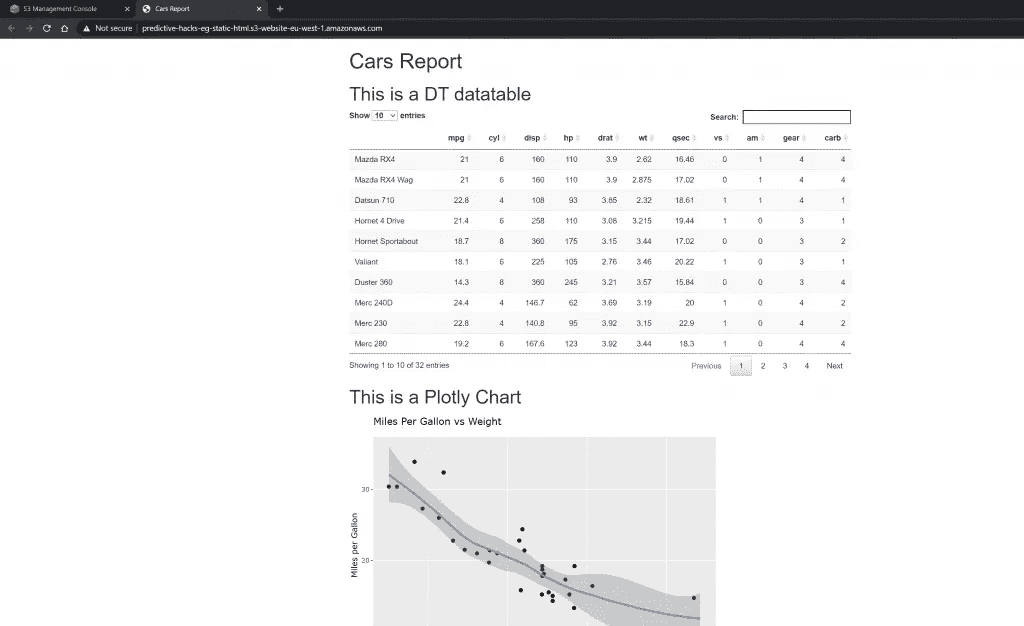 S3 Management Console
Cars Report
Not secure predictive-hacks-eg-static-html.s3-website-eu-west-1.amazonaws.com
Cars Report
This is a DT datatable
Show 10 entries Search:
mpg cyl disp hp drat wt qsec vs am gear carb
Mazda RX4 21 6 160 110 3.9 2.62 16.46 0 1 4 4
Mazda RX4 Wag 21 6 160 110 3.9 2.875 17.02 0 1 4 4
Datsun 710 22.8 4 108 93 3.85 2.32 18.61 1 1 4 1
Hornet 4 Drive 21.4 6 258 110 3.08 3.215 19.44 1 0 3 1
Hornet Sportabout 18.7 8 360 175 3.15 3.44 17.02 0 0 3 2
Valiant 18.1 6 225 105 2.76 3.46 20.22 1 0 3 1
Duster 360 14.3 8 360 245 3.21 3.57 15.84 0 0 3 4
Merc 240D 24.4 4 146.7 62 3.69 3.19 20 1 0 4 2
Merc 230 22.8 4 140.8 95 3.92 3.15 22.9 1 0 4 2
Merc 280 19.2 6 167.6 123 3.92 3.44 18.3 1 0 4 4
Showing 1 to 10 of 32 entries Previous 1 2 3 4 Next
This is a Plotly Chart
Miles Per Gallon vs Weight
30
20
Miles per Gallon